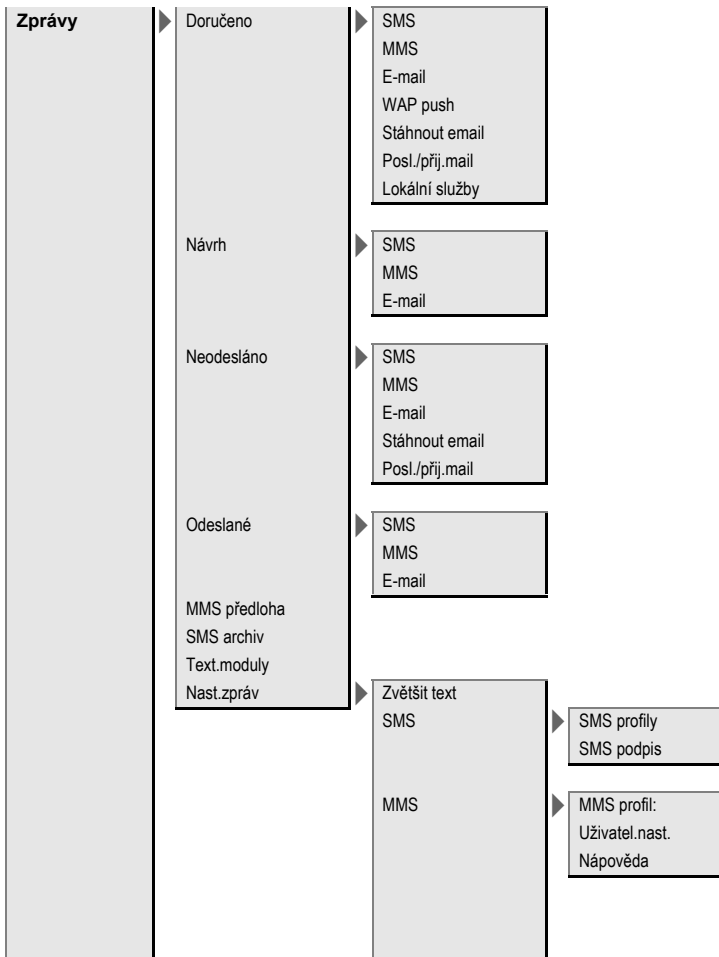 Zprávy
Doručeno
SMS
MMS
E-mail
WAP push
Stáhnout email
Posl./přij.mail
Lokální služby
Návrh
SMS
MMS
E-mail
Neodesláno
SMS
MMS
E-mail
Stáhnout email
Posl./přij.mail
Odeslané
SMS
MMS
E-mail
MMS předloha
SMS archiv
Text.moduly
Nast.zpráv
Zvětšit text
SMS
SMS profily
SMS podpis
MMS
MMS profil:
Uživatel.nast.
Nápověda